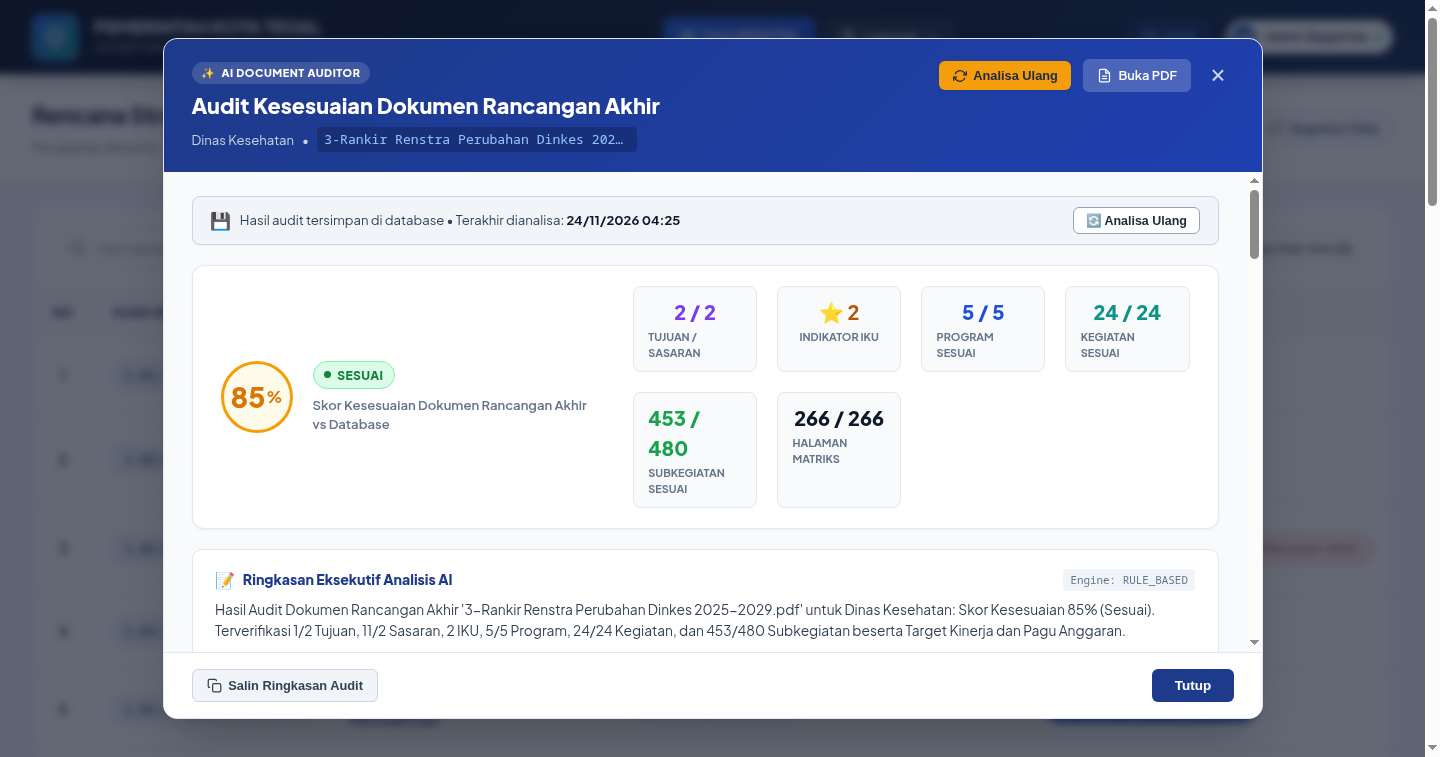 PEMERINTAH KOTA TEGAL
✨ AI DOCUMENT AUDITOR
Analisa Ulang
Buka PDF
✕
Audit Kesesuaian Dokumen Rancangan Akhir
Dinas Kesehatan • 3-Rankir Renstra Perubahan Dinkes 202…
Hasil audit tersimpan di database • Terakhir dianalisa: 24/11/2026 04:25
Analisa Ulang
85%
SESUAI
Skor Kesesuaian Dokumen Rancangan Akhir
vs Database
2 / 2
TUJUAN /
SASARAN
⭐ 2
INDIKATOR IKU
5 / 5
PROGRAM
SESUAI
24 / 24
KEGIATAN
SESUAI
453 /
480
SUBKEGIATAN
SESUAI
266 / 266
HALAMAN
MATRIKS
Ringkasan Eksekutif Analisis AI
Engine: RULE_BASED
Hasil Audit Dokumen Rancangan Akhir '3-Rankir Renstra Perubahan Dinkes 2025-2029.pdf' untuk Dinas Kesehatan: Skor Kesesuaian 85% (Sesuai).
Terverifikasi 1/2 Tujuan, 11/2 Sasaran, 2 IKU, 5/5 Program, 24/24 Kegiatan, dan 453/480 Subkegiatan beserta Target Kinerja dan Pagu Anggaran.
Salin Ringkasan Audit
Tutup